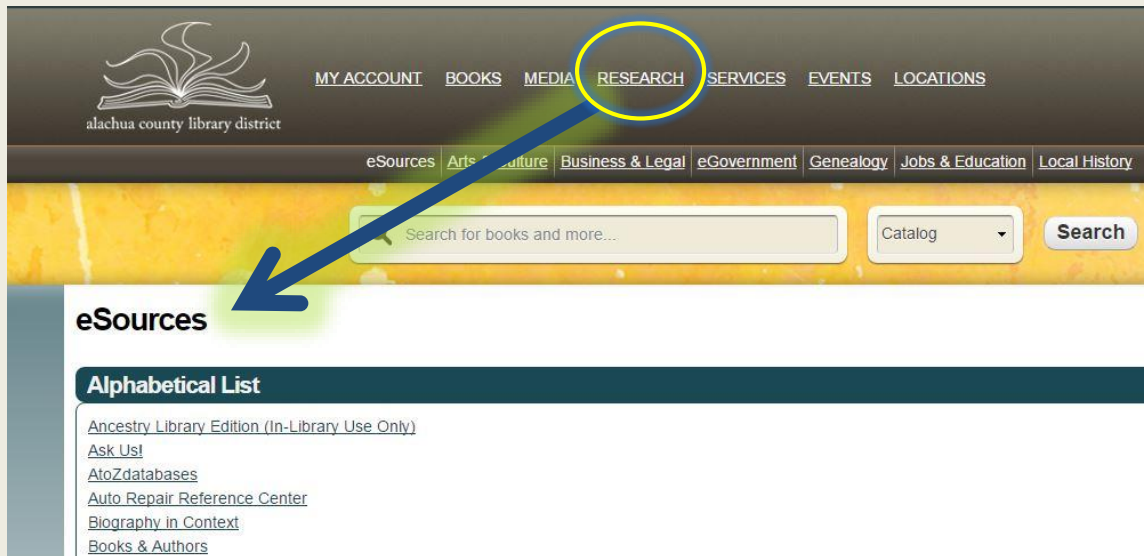 alachua county library district
MY ACCOUNT BOOKS MEDIA RESEARCH SERVICES EVENTS LOCATIONS
eSources Arts Culture Business & Legal eGovernment Genealogy Jobs & Education Local History
Search for books and more... Catalog Search
eSources
Alphabetical List
Ancestry Library Edition (In-Library Use Only)
Ask Us!
AtoZdatabases
Auto Repair Reference Center
Biography in Context
Books & Authors